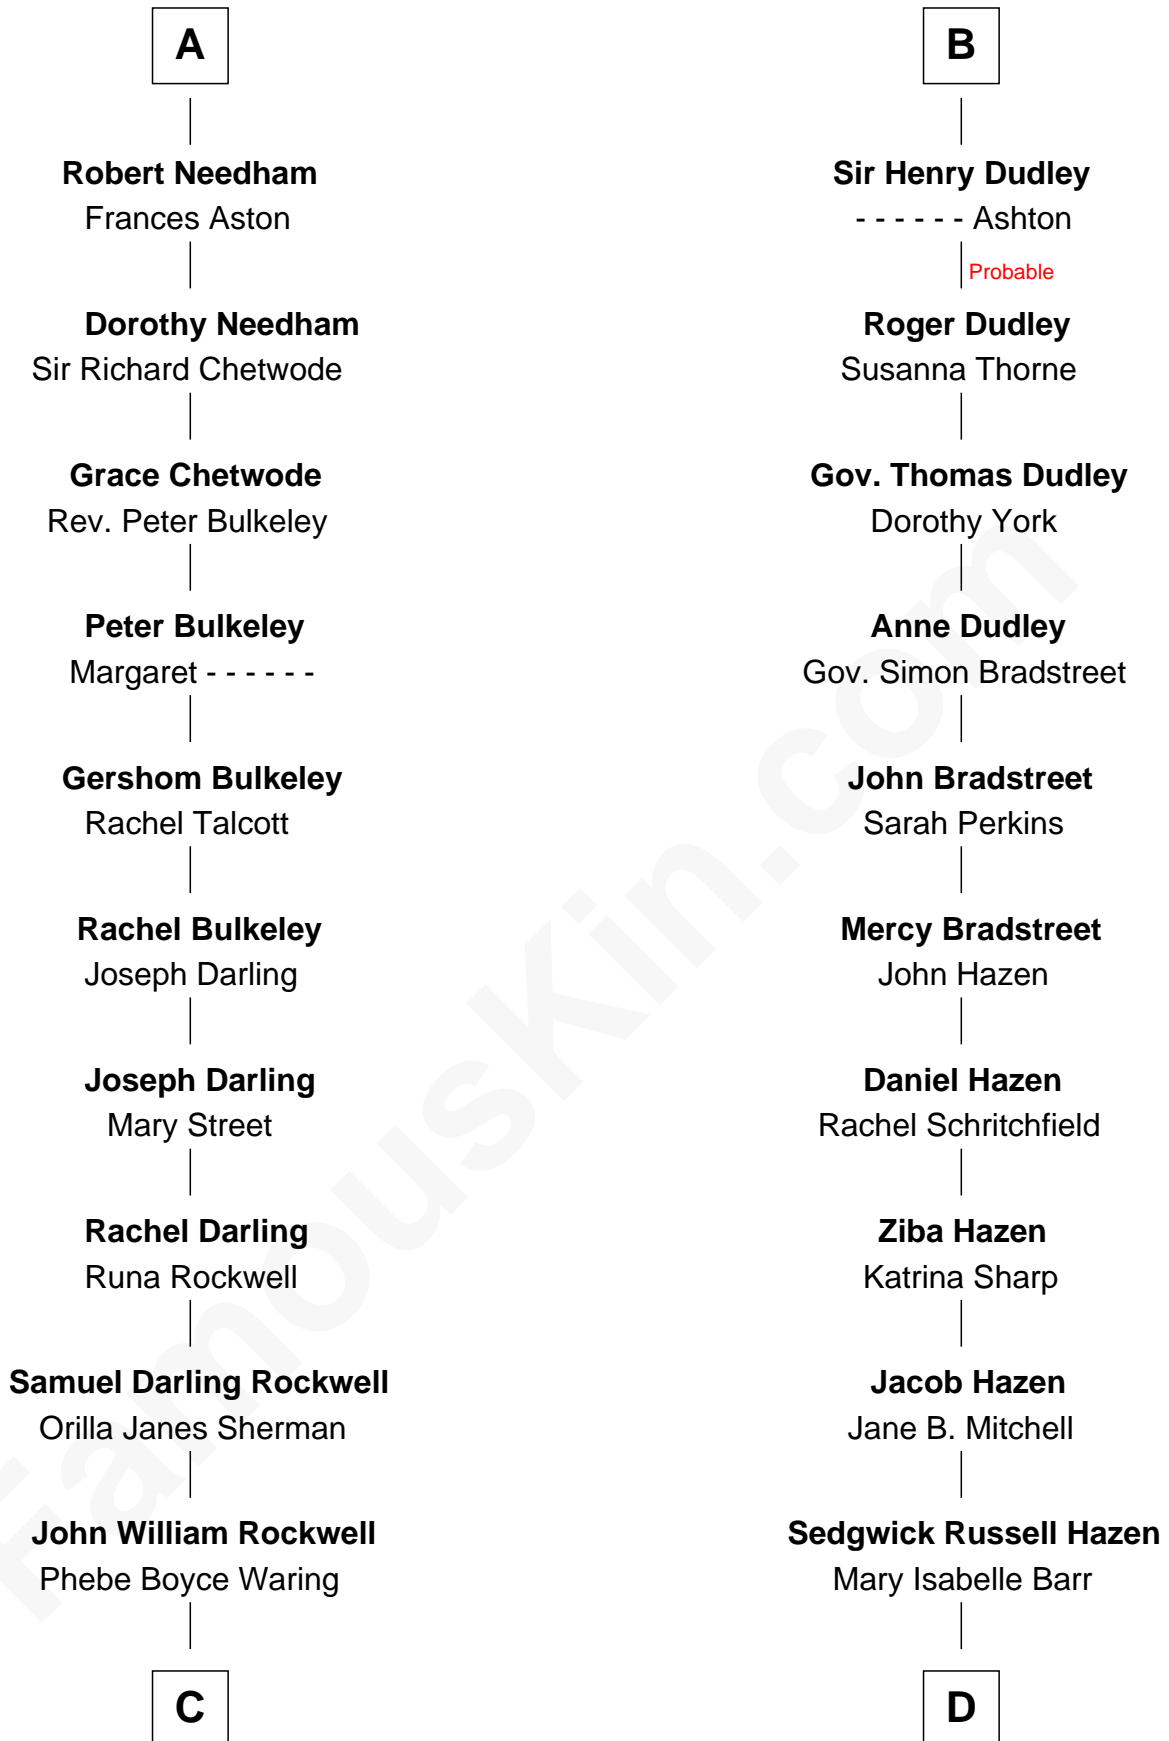 A
Robert Needham
Frances Aston
Dorothy Needham
Sir Richard Chetwode
Grace Chetwode
Rev. Peter Bulkeley
Peter Bulkeley
Margaret - - - - - -
Gershom Bulkeley
Rachel Talcott
Rachel Bulkeley
Joseph Darling
Joseph Darling
Mary Street
Rachel Darling
Runa Rockwell
Samuel Darling Rockwell
Orilla Janes Sherman
John William Rockwell
Phebe Boyce Waring
C
B
Sir Henry Dudley
- - - - - - Ashton
Probable
Roger Dudley
Susanna Thorne
Gov. Thomas Dudley
Dorothy York
Anne Dudley
Gov. Simon Bradstreet
John Bradstreet
Sarah Perkins
Mercy Bradstreet
John Hazen
Daniel Hazen
Rachel Schritchfield
Ziba Hazen
Katrina Sharp
Jacob Hazen
Jane B. Mitchell
Sedgwick Russell Hazen
Mary Isabelle Barr
D
FamousKin.com